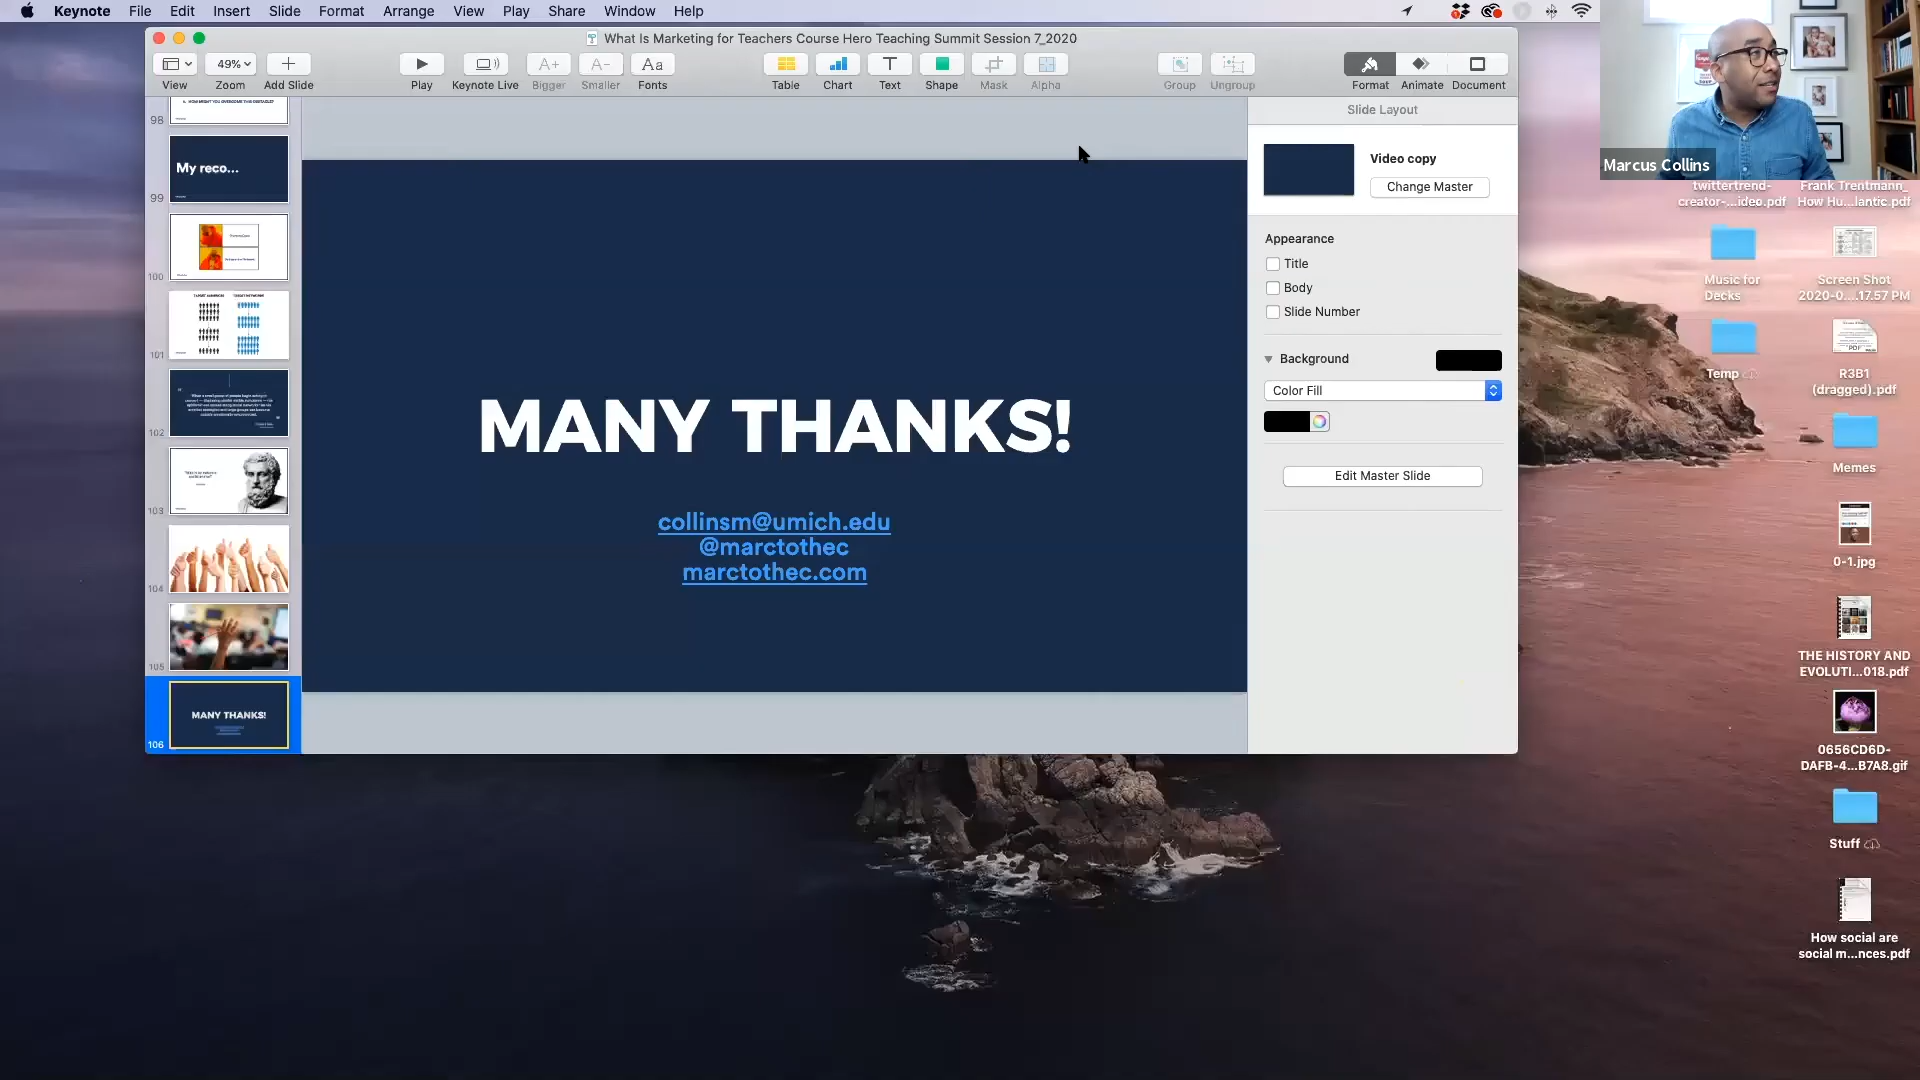 Keynote File Edit Insert Slide Format Arrange View Play Share Window Help
What Is Marketing for Teachers Course Hero Teaching Summit Session 7_2020
49%
View Zoom Add Slide Play Keynote Live Bigger Smaller Fonts Table Chart Text Shape Mask Alpha Group Ungroup Format Animate Document
Slide Layout
Video copy
Change Master
Appearance
Title
Body
Slide Number
Background
Color Fill
Edit Master Slide
98
My reco...
99
100
101
102
103
104
105
MANY THANKS!
106
MANY THANKS!
collinsm@umich.edu
@marctothec
marctothec.com
Marcus Collins
twittertrend-
creator-...ideo.pdf
Frank Trentmann_
How Hu...lantic.pdf
Music for
Decks
Screen Shot
2020-0....17.57 PM
Temp
PDF
R3B1
(dragged).pdf
Memes
0-1.jpg
THE HISTORY AND
EVOLUTI...018.pdf
0656CD6D-
DAFB-4...B7A8.gif
Stuff
How social are
social m...nces.pdf